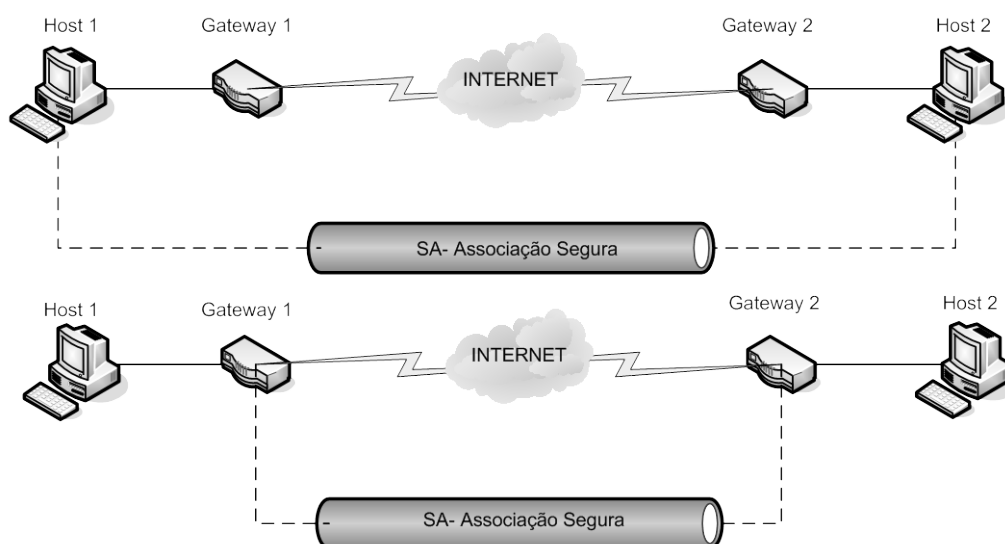 Host 1
Gateway 1
INTERNET
Gateway 2
Host 2
SA- Associação Segura
Host 1
Gateway 1
INTERNET
Gateway 2
Host 2
SA- Associação Segura